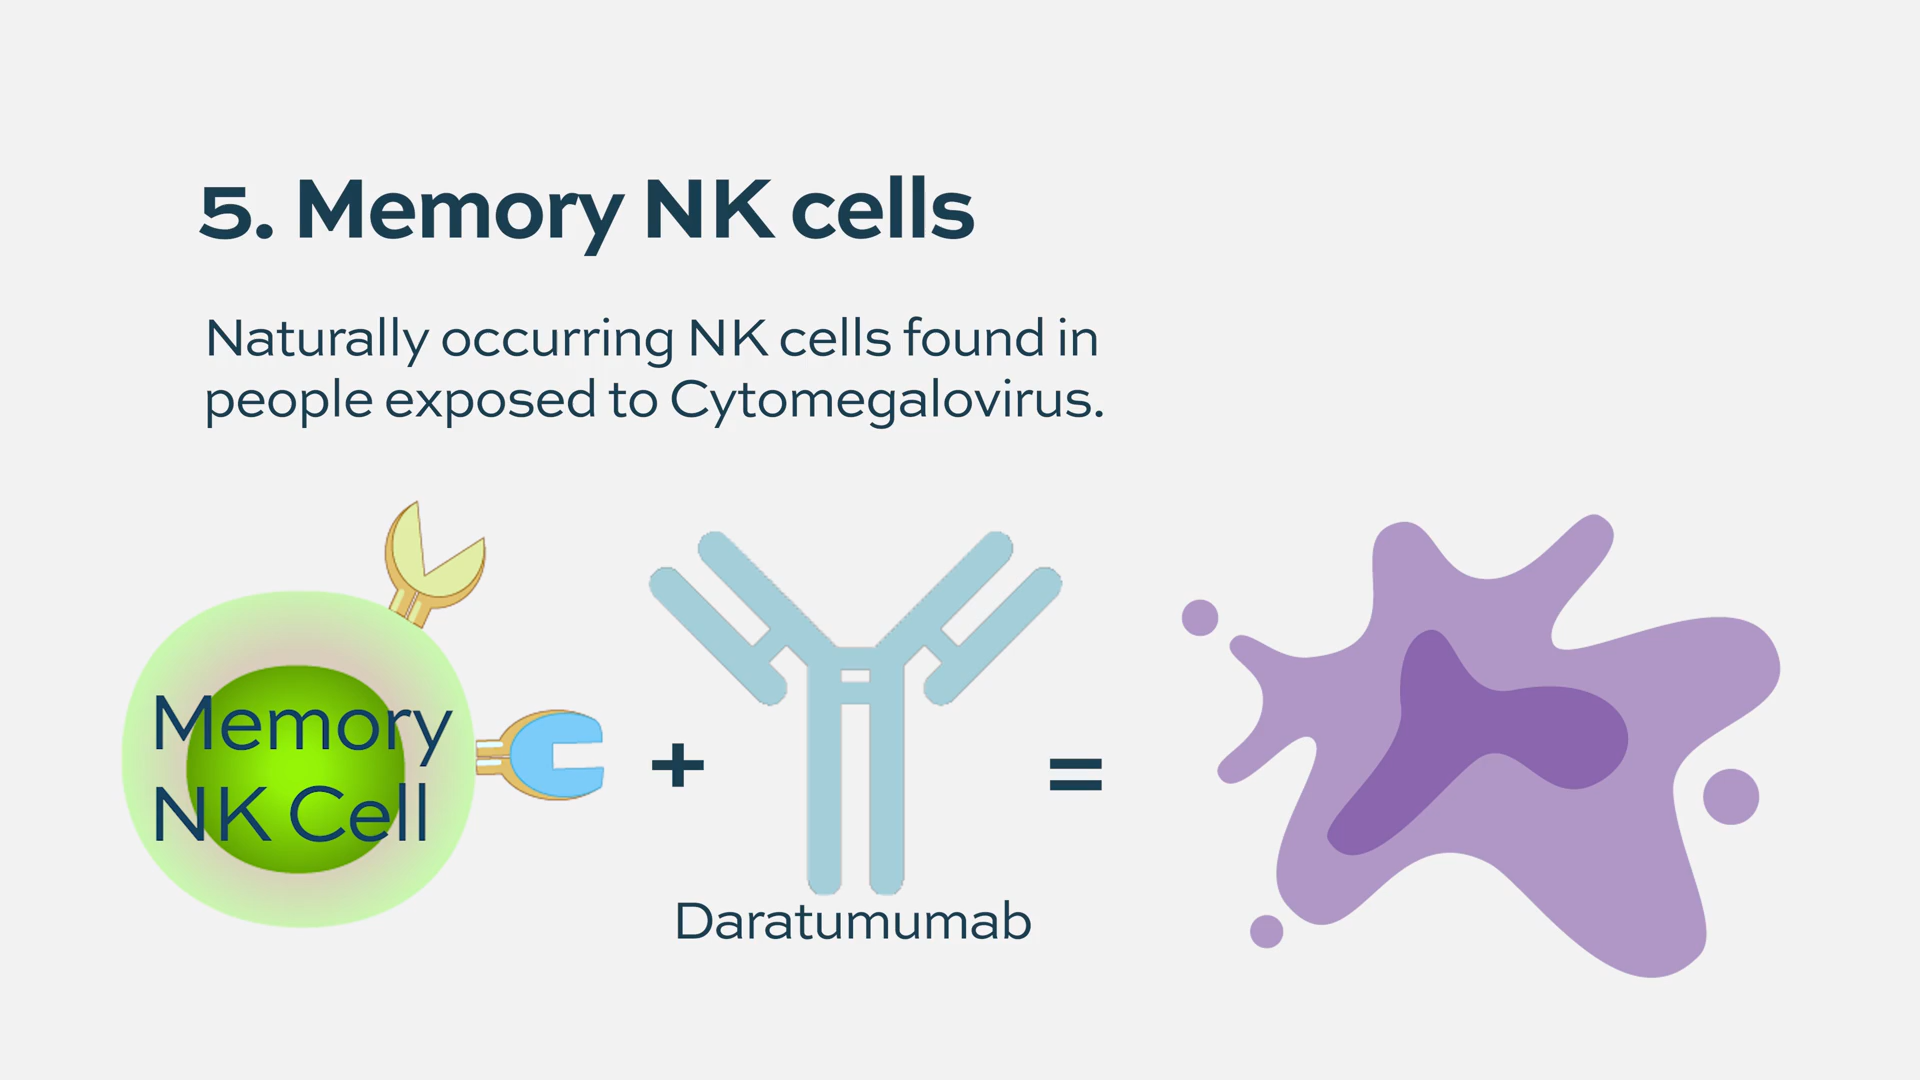 5. Memory NK cells
Naturally occurring NK cells found in
people exposed to Cytomegalovirus.
Memory
NK Cell
+
=
Daratumumab